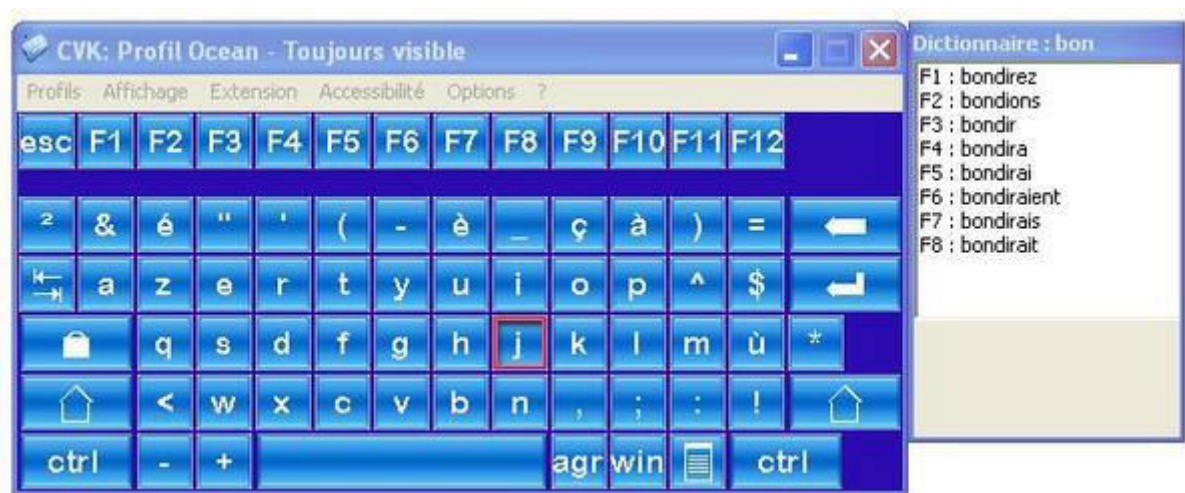 CVK: Profil Ocean - Toujours visible
Profils Affichage Extension Accessibilité Options ?
esc F1 F2 F3 F4 F5 F6 F7 F8 F9 F10 F11 F12
² & é " ' ( - è _ ç à ) =
a z e r t y u i o p ^ $
q s d f g h j k l m ù *
< w x c v b n , ; : !
ctrl - + agr win ctrl
Dictionnaire : bon
F1 : bondirez
F2 : bondions
F3 : bondir
F4 : bondira
F5 : bondirai
F6 : bondiraient
F7 : bondirais
F8 : bondirait